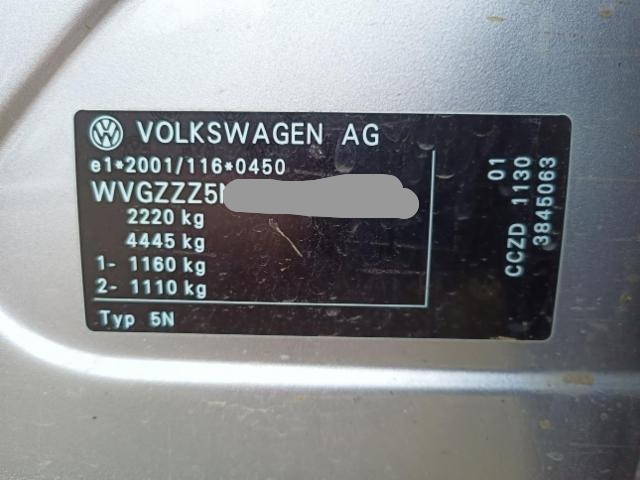 VOLKSWAGEN AG
e1*2001/116*0450
WVGZZZ5N
2220 kg
4445 kg
1- 1160 kg
2- 1110 kg
Typ 5N
01
CCZD 1130
3845063